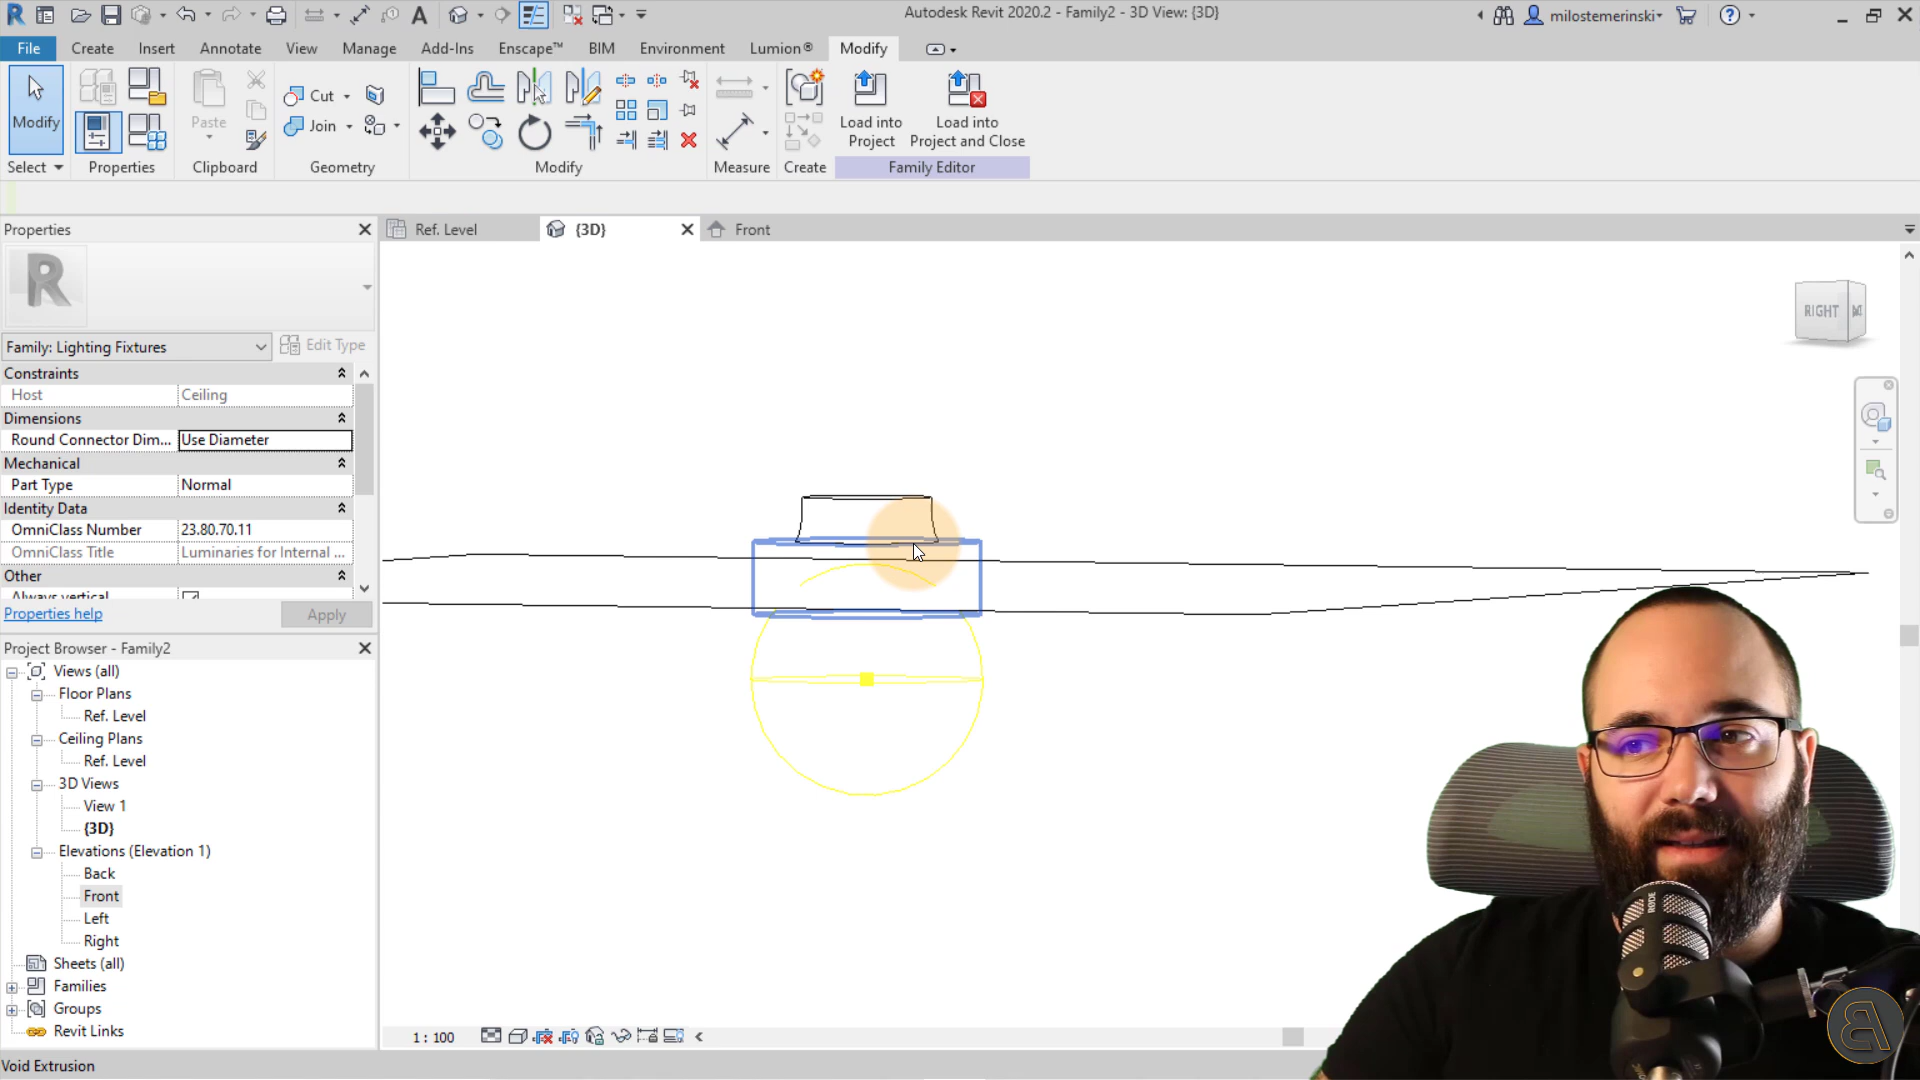 Autodesk Revit 2020.2 - Family2 - 3D View: {3D}
milostemerinski
File
Create
Insert
Annotate
View
Manage
Add-Ins
Enscape™
BIM
Environment
Lumion®
Modify
Modify
Paste
Cut
Join
Load into
Project
Load into
Project and Close
Select
Properties
Clipboard
Geometry
Modify
Measure
Create
Family Editor
Properties
Ref. Level
{3D}
Front
R
Family: Lighting Fixtures
Edit Type
Constraints
Host
Ceiling
Dimensions
Round Connector Dim...
Use Diameter
Mechanical
Part Type
Normal
Identity Data
OmniClass Number
23.80.70.11
OmniClass Title
Luminaries for Internal ...
Other
Always vertical
Properties help
Apply
Project Browser - Family2
Views (all)
Floor Plans
Ref. Level
Ceiling Plans
Ref. Level
3D Views
View 1
{3D}
Elevations (Elevation 1)
Back
Front
Left
Right
Sheets (all)
Families
Groups
Revit Links
RIGHT
RØDE
1 : 100
Void Extrusion